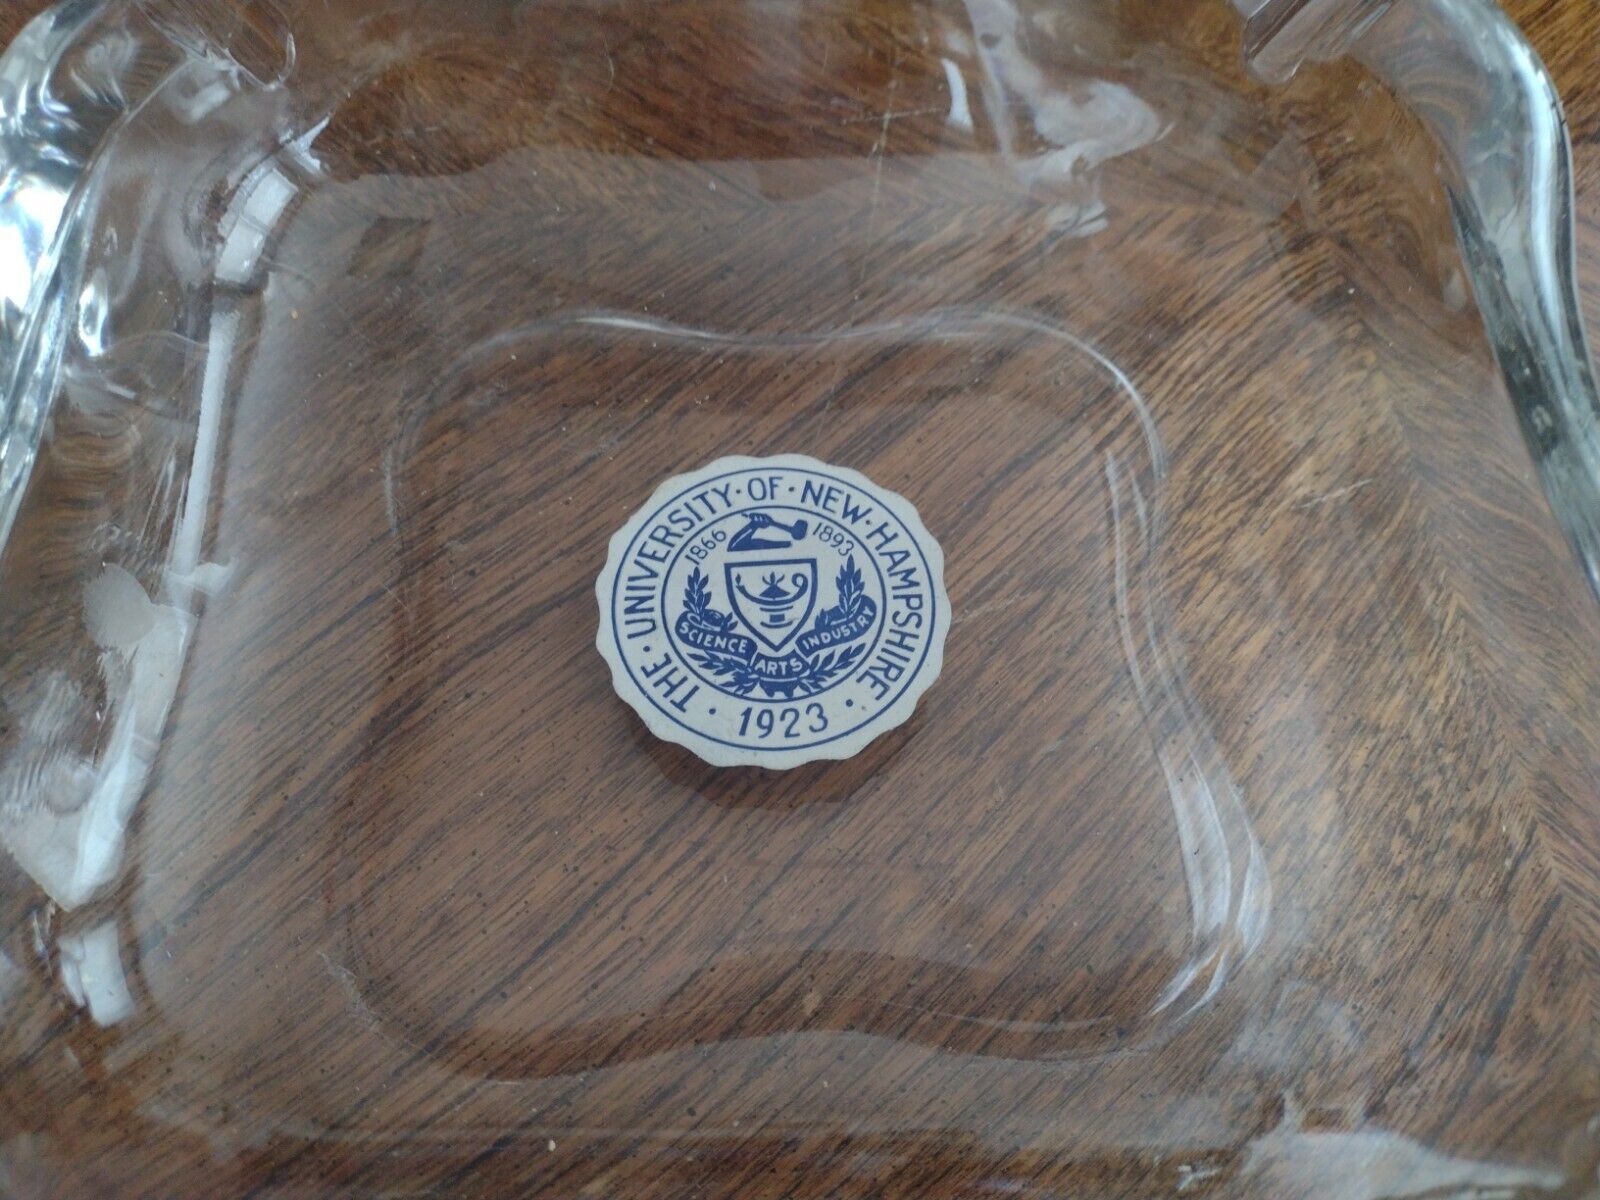 THE · UNIVERSITY · OF · NEW · HAMPSHIRE ·
1866 1893
SCIENCE ARTS INDUSTRY
· 1923 ·